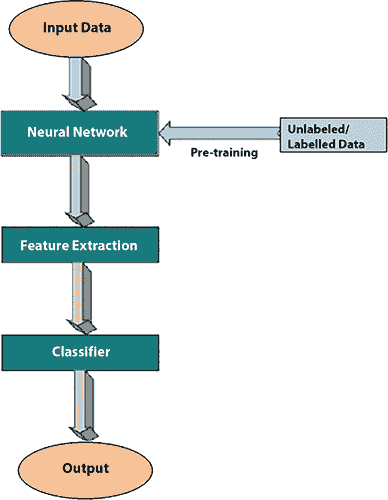 Input Data
Neural Network
Unlabeled/
Labelled Data
Pre-training
Feature Extraction
Classifier
Output